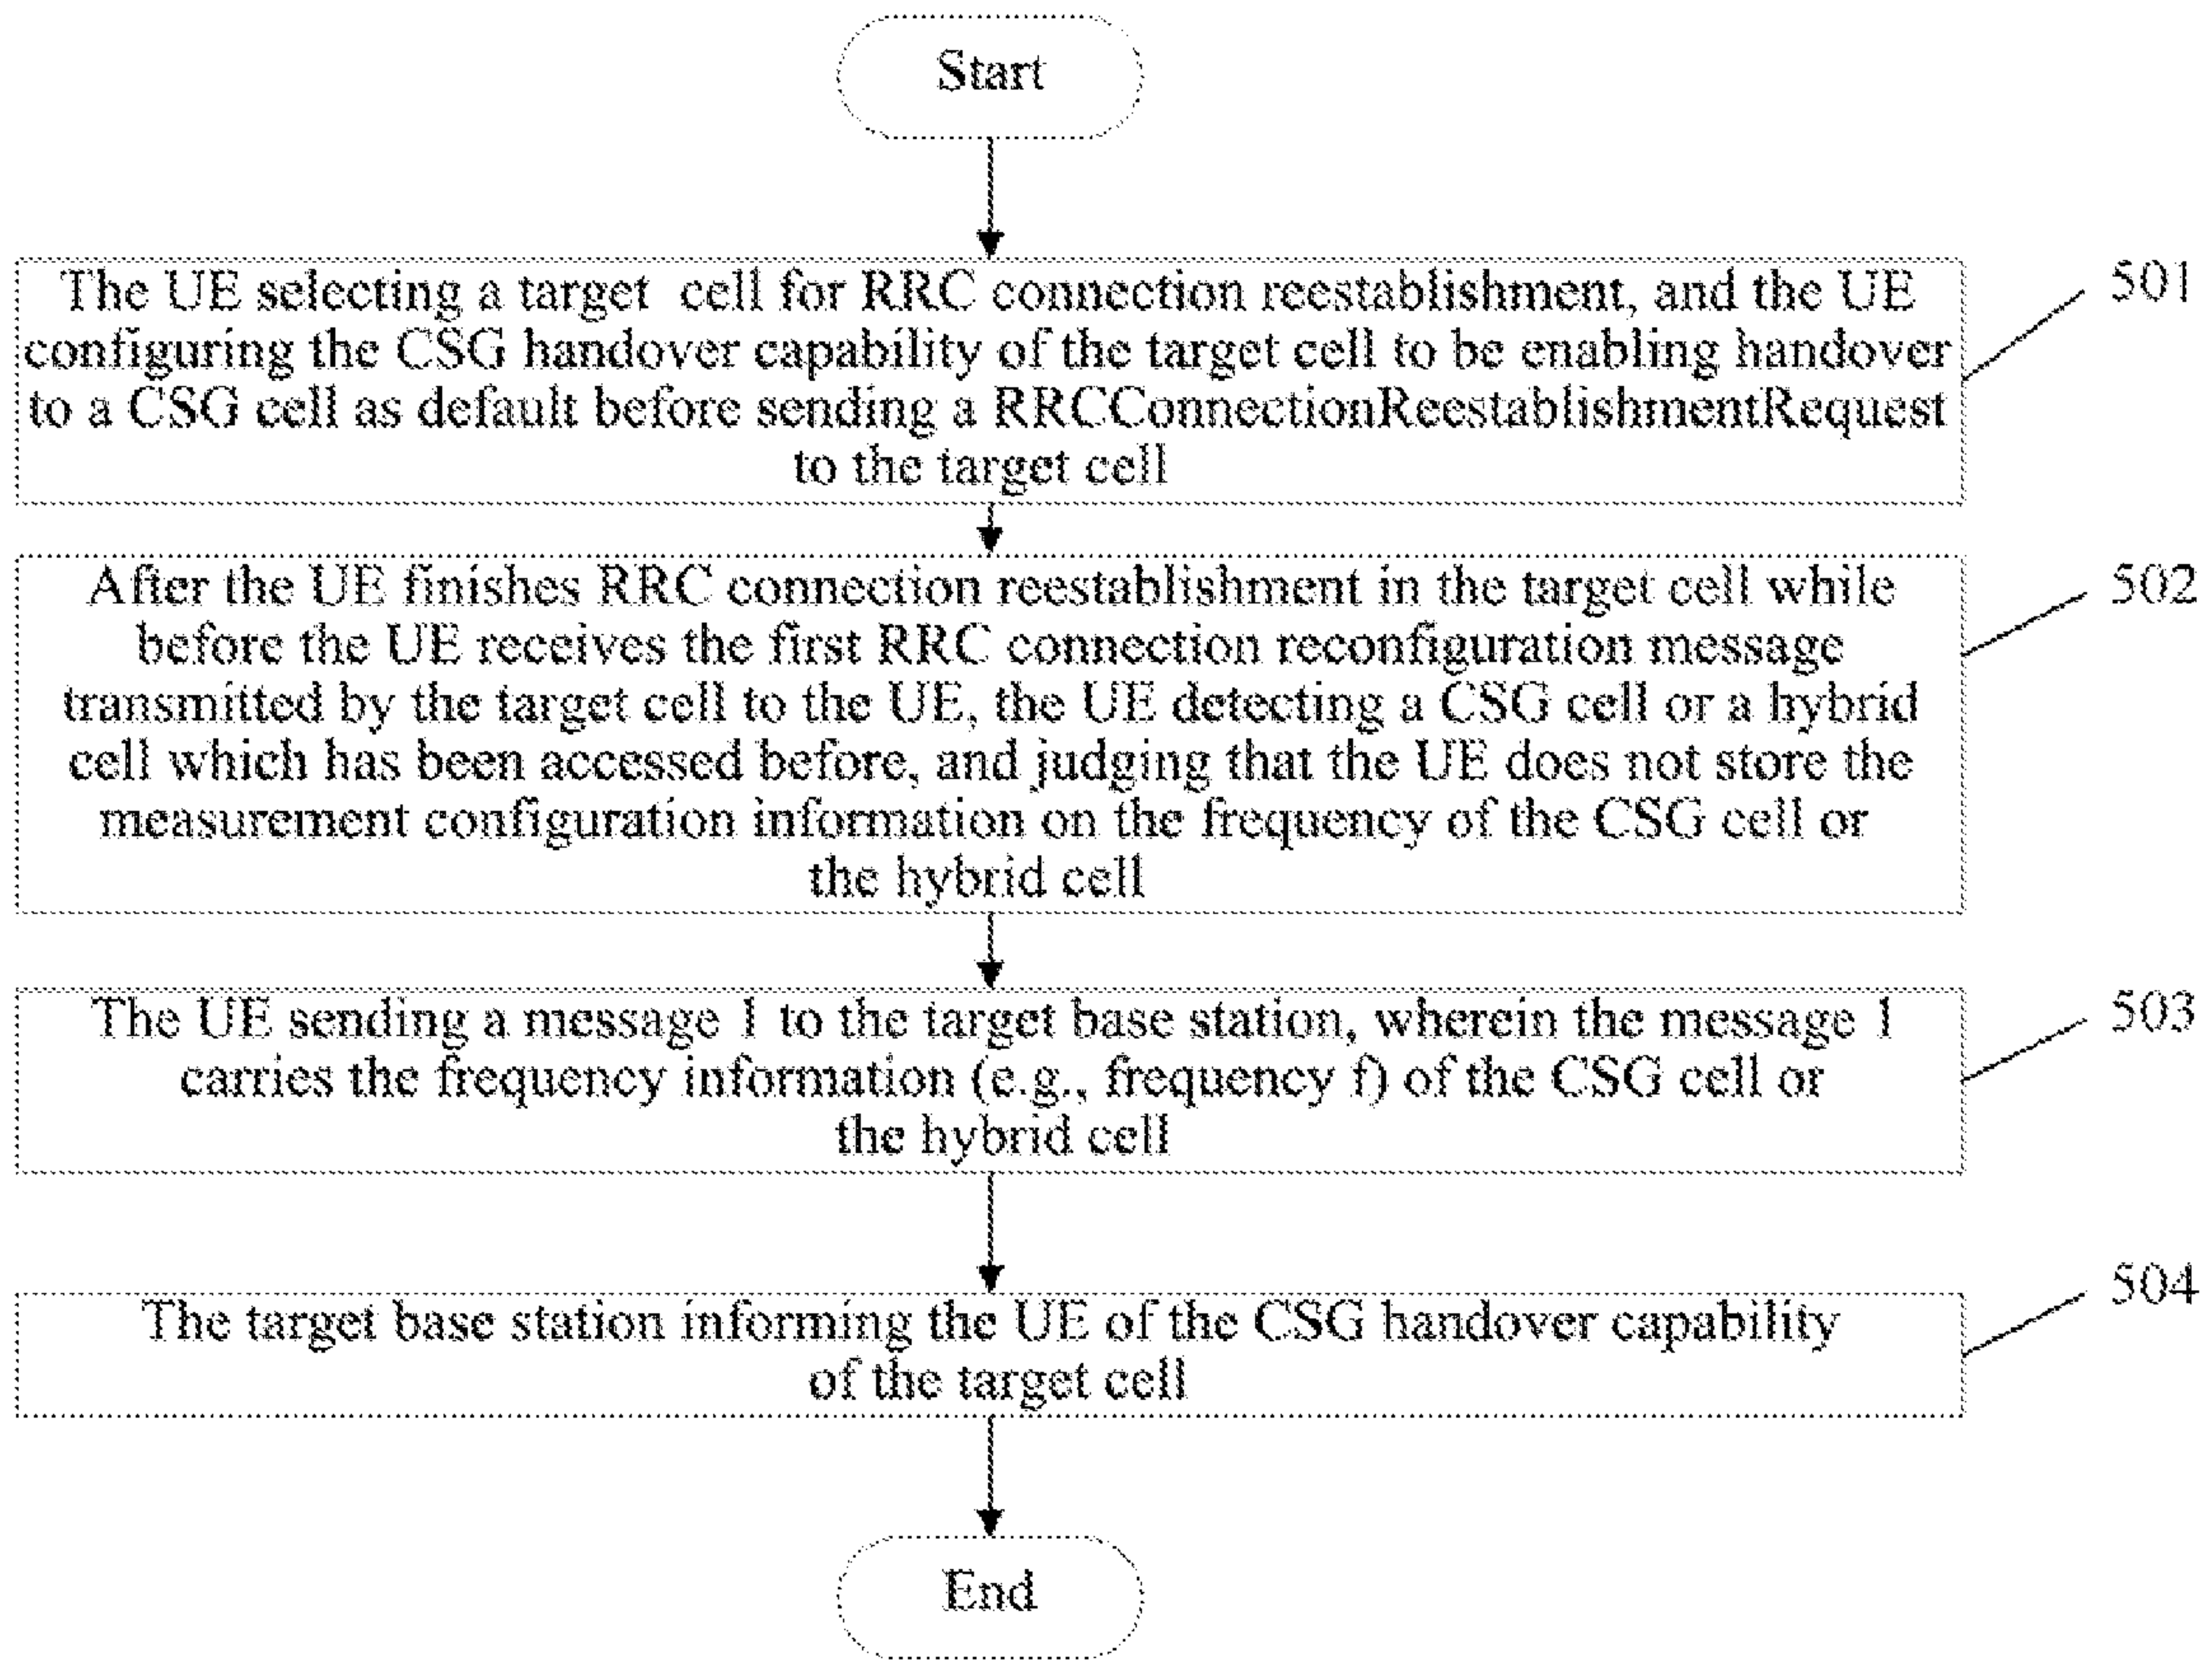 Start
The UE selecting a target cell for RRC connection reestablishment, and the UE
configuring the CSG handover capability of the target cell to be enabling handover
to a CSG cell as default before sending a RRCConnectionReestablishmentRequest
to the target cell
501
After the UE finishes RRC connection reestablishment in the target cell while
before the UE receives the first RRC connection reconfiguration message
transmitted by the target cell to the UE, the UE detecting a CSG cell or a hybrid
cell which has been accessed before, and judging that the UE does not store the
measurement configuration information on the frequency of the CSG cell or
the hybrid cell
502
The UE sending a message 1 to the target base station, wherein the message 1
carries the frequency information (e.g., frequency f) of the CSG cell or
the hybrid cell
503
The target base station informing the UE of the CSG handover capability
of the target cell
504
End